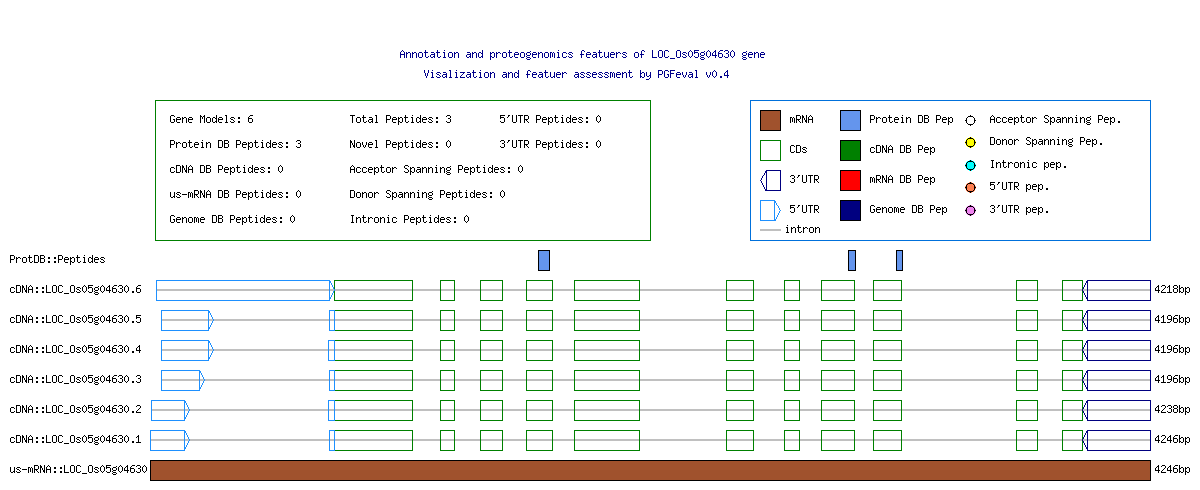 Annotation and proteogenomics featuers of LOC_Os05g04630 gene
Visalization and featuer assessment by PGFeval v0.4
Gene Models: 6 Total Peptides: 3 5'UTR Peptides: 0
Protein DB Peptides: 3 Novel Peptides: 0 3'UTR Peptides: 0
cDNA DB Peptides: 0 Acceptor Spanning Peptides: 0
us-mRNA DB Peptides: 0 Donor Spanning Peptides: 0
Genome DB Peptides: 0 Intronic Peptides: 0
mRNA Protein DB Pep Acceptor Spanning Pep.
CDs cDNA DB Pep Donor Spanning Pep.
3'UTR mRNA DB Pep Intronic pep.
5'UTR Genome DB Pep 5'UTR pep.
intron 3'UTR pep.
ProtDB::Peptides
cDNA::LOC_Os05g04630.6 4218bp
cDNA::LOC_Os05g04630.5 4196bp
cDNA::LOC_Os05g04630.4 4196bp
cDNA::LOC_Os05g04630.3 4196bp
cDNA::LOC_Os05g04630.2 4238bp
cDNA::LOC_Os05g04630.1 4246bp
us-mRNA::LOC_Os05g04630 4246bp